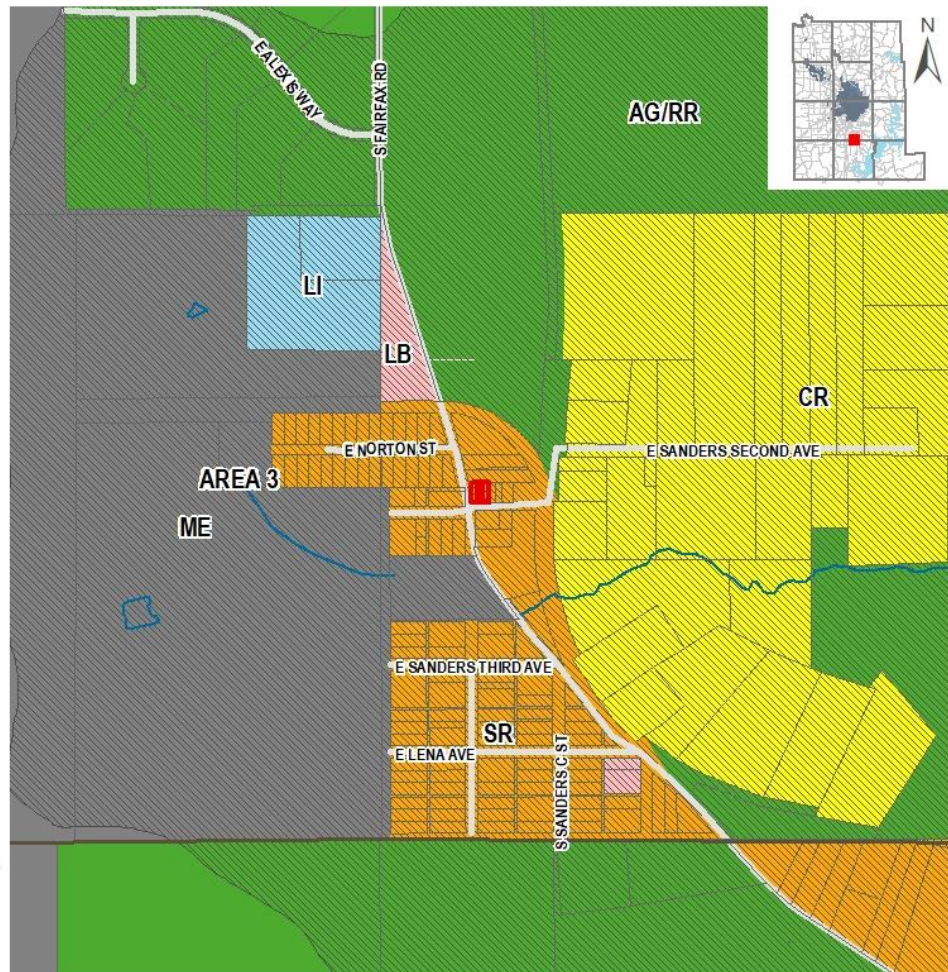 N
E ALEXIS WAY
S FAIRFAX RD
AG/RR
LI
LB
CR
E NORTON ST
E SANDERS SECOND AVE
AREA 3
ME
E SANDERS THIRD AVE
SR
E LENA AVE
S SANDERS C ST